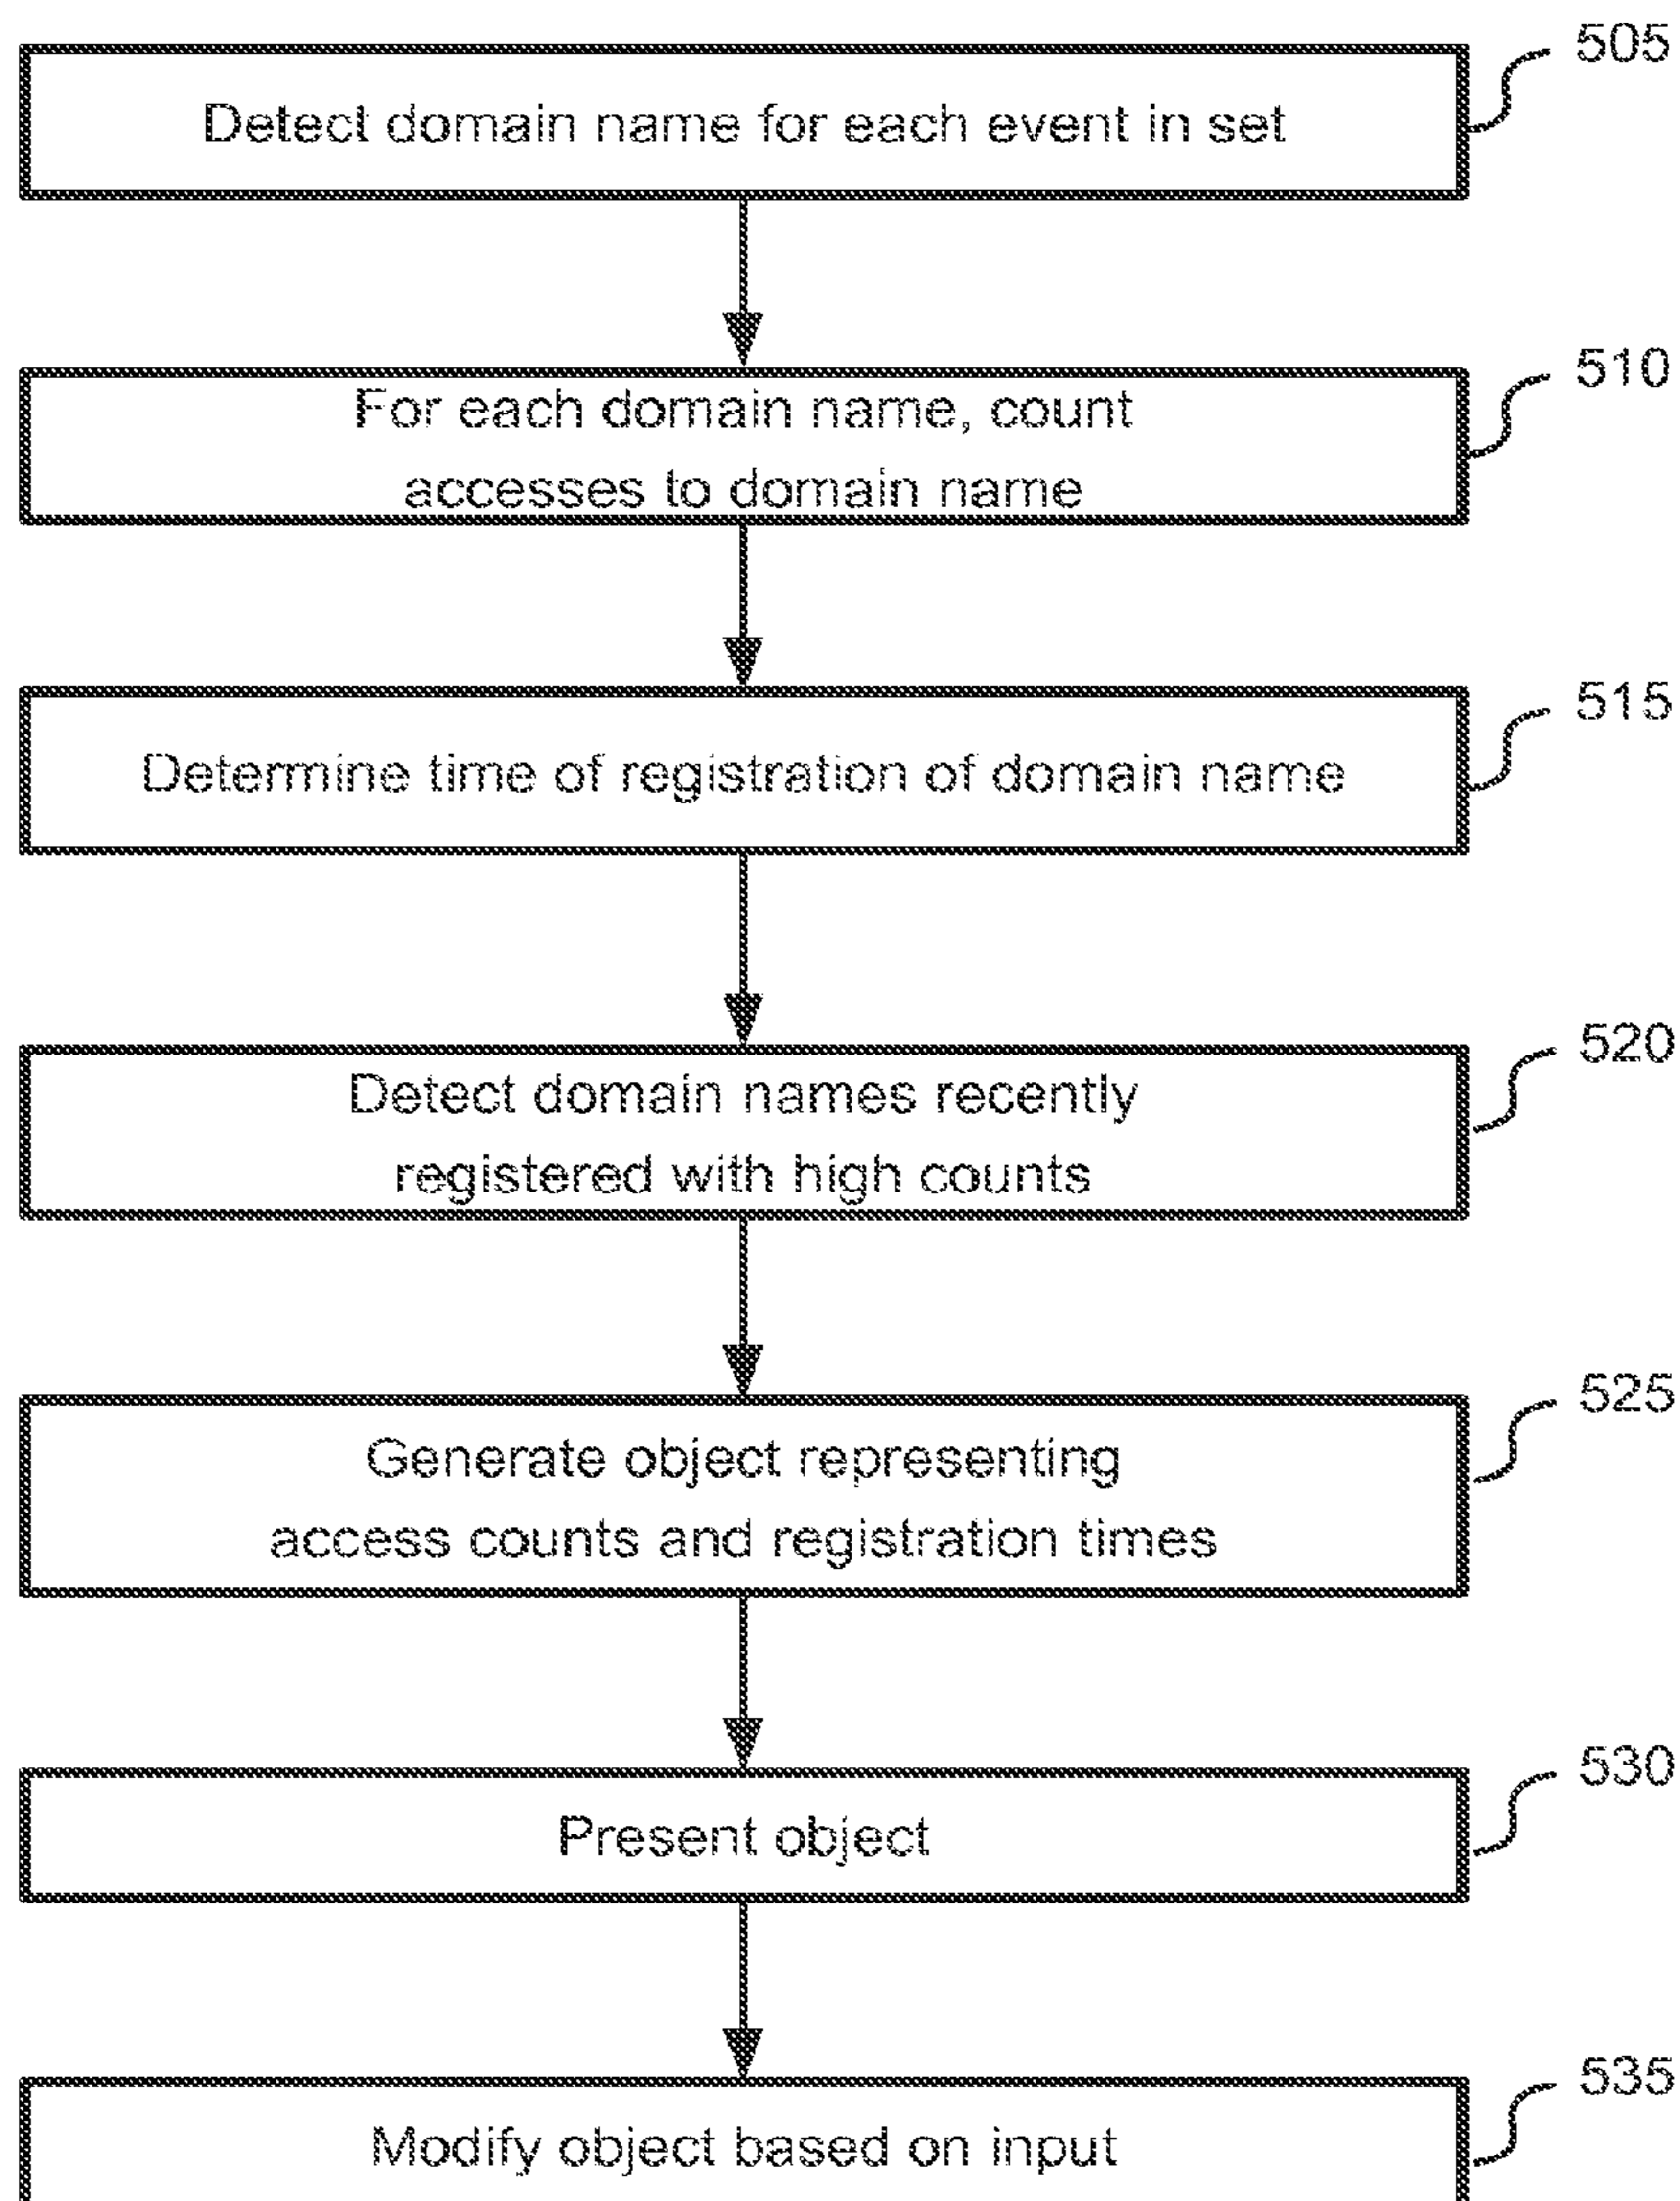 505
Detect domain name for each event in set
510
For each domain name, count
accesses to domain name
515
Determine time of registration of domain name
520
Detect domain names recently
registered with high counts
525
Generate object representing
access counts and registration times
530
Present object
535
Modify object based on input